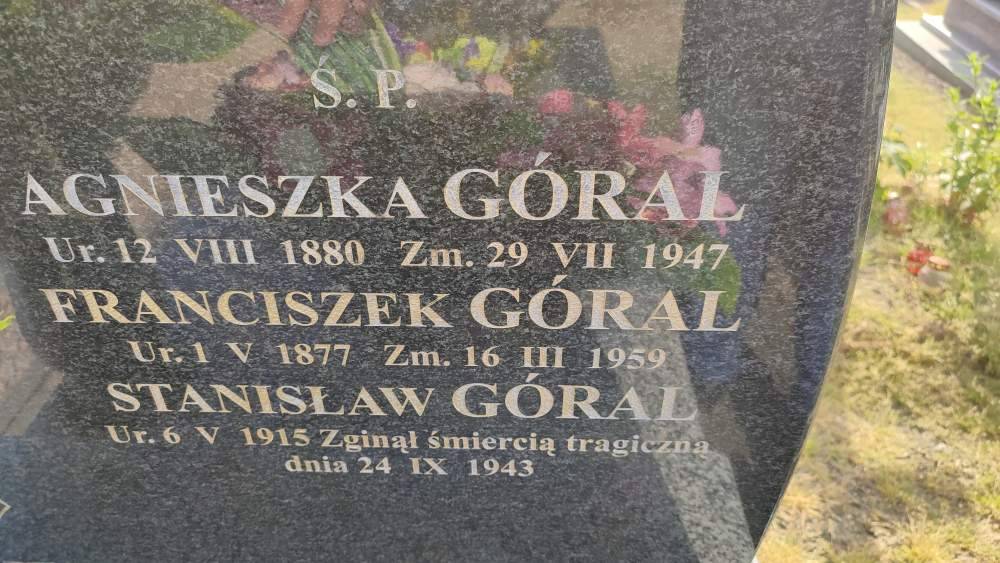 Ś. P.
AGNIESZKA GÓRAL
Ur. 12 VIII 1880 Zm. 29 VII 1947
FRANCISZEK GÓRAL
Ur. 1 V 1877 Zm. 16 III 1959
STANISŁAW GÓRAL
Ur. 6 V 1915 Zginął śmiercią tragiczną
dnia 24 IX 1943